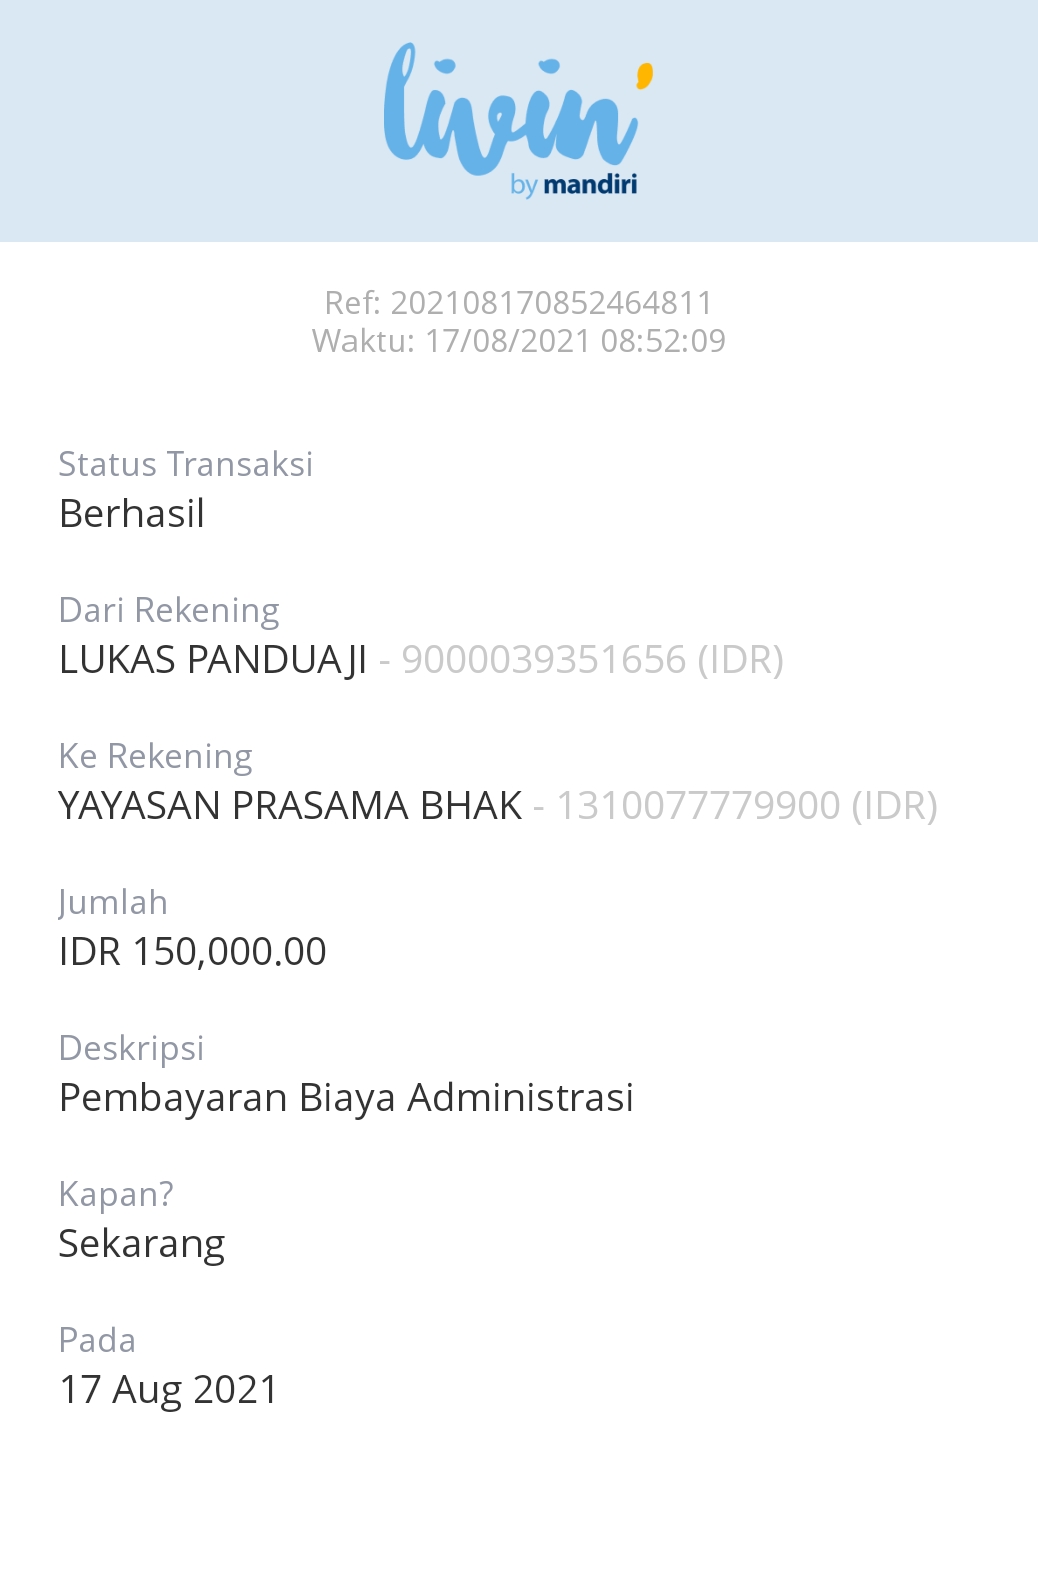 livin'
by mandiri
Ref: 202108170852464811
Waktu: 17/08/2021 08:52:09
Status Transaksi
Berhasil
Dari Rekening
LUKAS PANDUAJI - 9000039351656 (IDR)
Ke Rekening
YAYASAN PRASAMA BHAK - 1310077779900 (IDR)
Jumlah
IDR 150,000.00
Deskripsi
Pembayaran Biaya Administrasi
Kapan?
Sekarang
Pada
17 Aug 2021